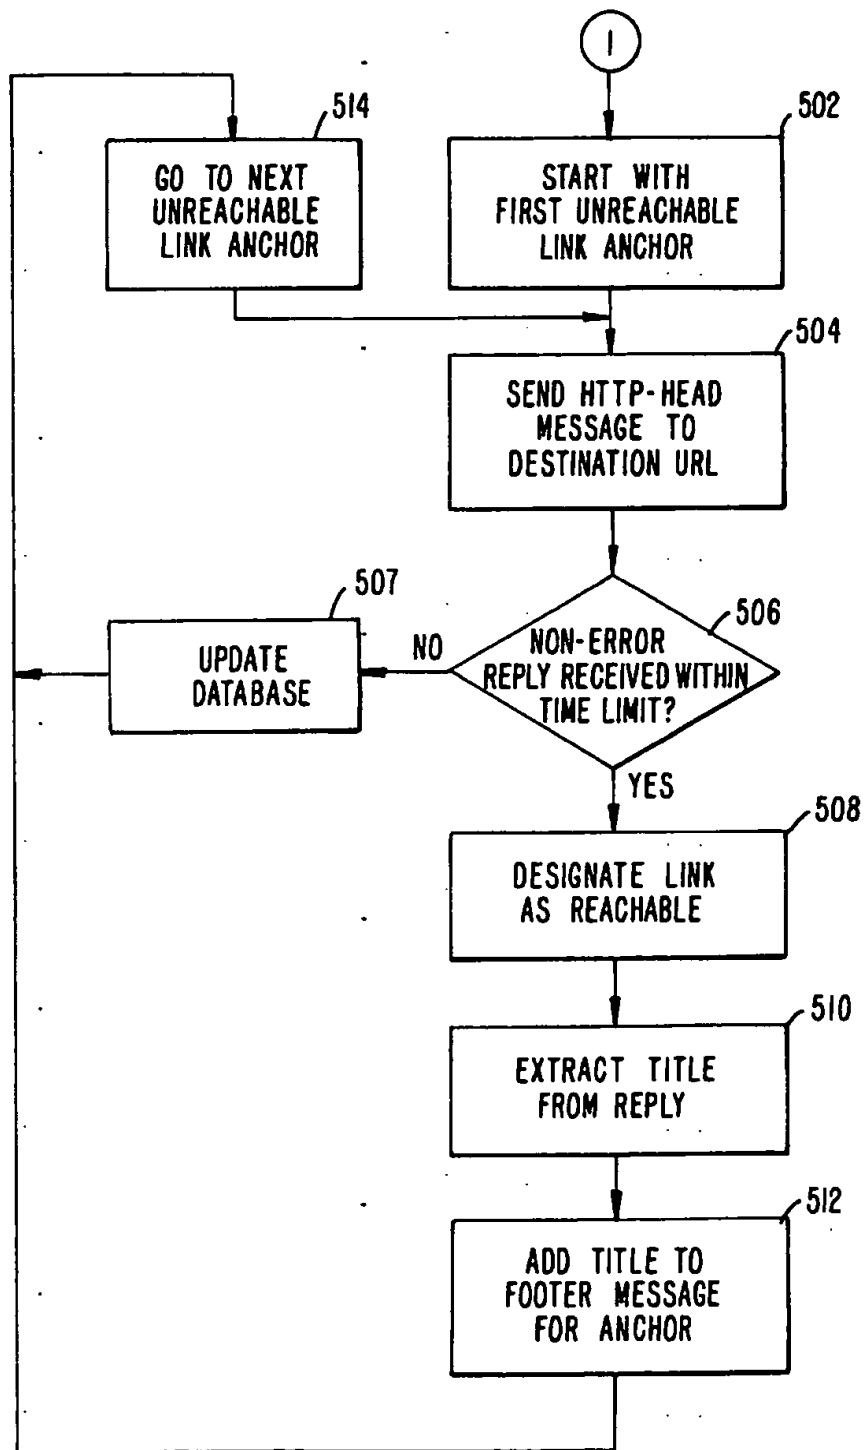 1
514
GO TO NEXT
UNREACHABLE
LINK ANCHOR
502
START WITH
FIRST UNREACHABLE
LINK ANCHOR
504
SEND HTTP-HEAD
MESSAGE TO
DESTINATION URL
507
UPDATE
DATABASE
NO
506
NON-ERROR
REPLY RECEIVED WITHIN
TIME LIMIT?
YES
508
DESIGNATE LINK
AS REACHABLE
510
EXTRACT TITLE
FROM REPLY
512
ADD TITLE TO
FOOTER MESSAGE
FOR ANCHOR